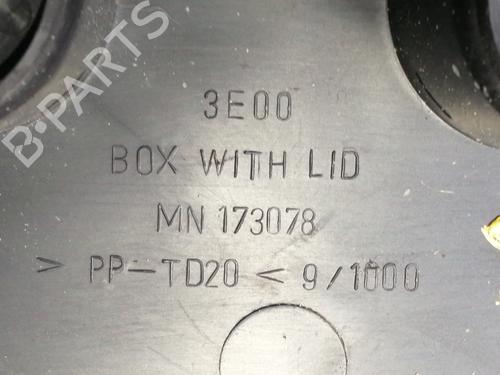 B-PARTS
3E00
BOX WITH LID
MN 173078
> PP-TD20 < 9/1000